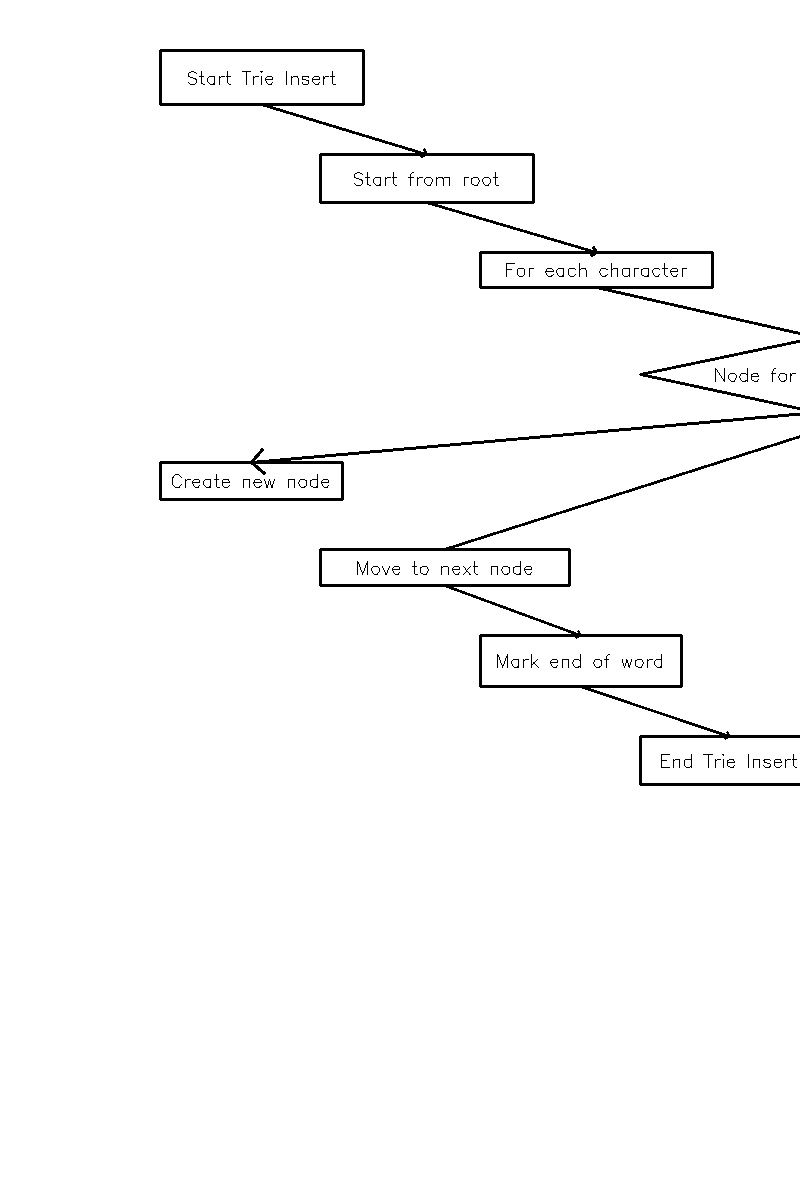 Start Trie Insert
Start from root
For each character
Node for
Create new node
Move to next node
Mark end of word
End Trie Insert